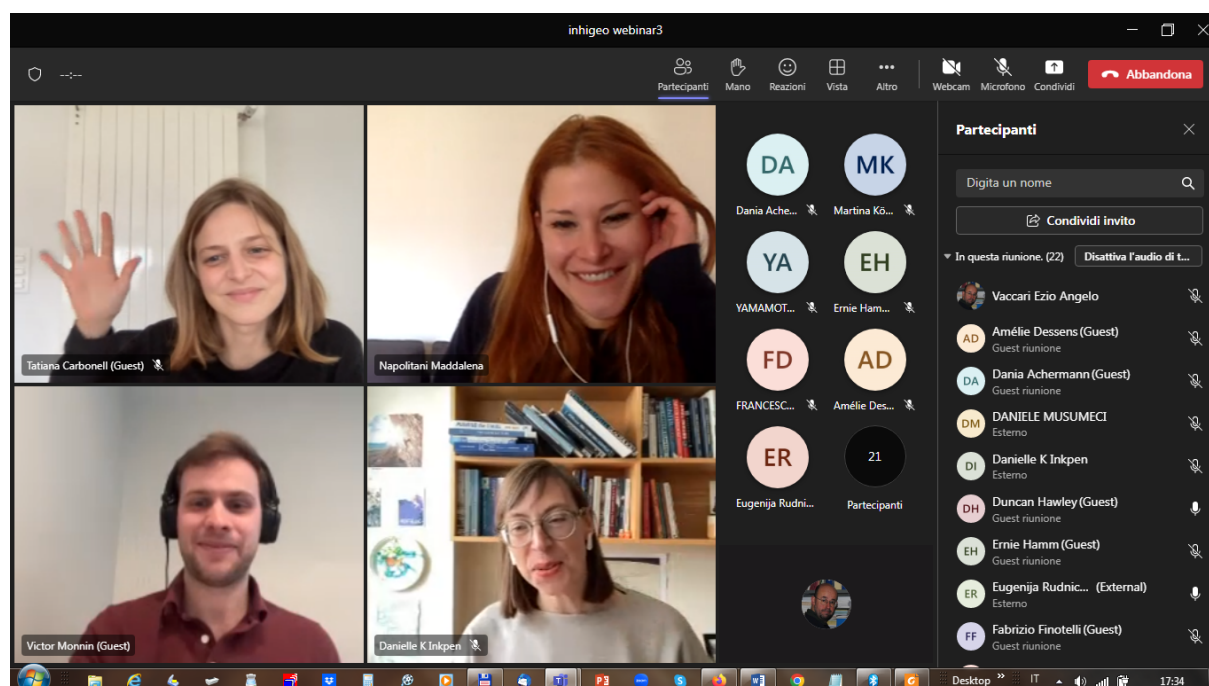 inhigeo webinar3
--:--
Partecipanti
Mano
Reazioni
Vista
Altro
Webcam
Microfono
Condividi
Abbandona
Tatiana Carbonell (Guest)
Napolitani Maddalena
Victor Monnin (Guest)
Danielle K Inkpen
DA
Dania Ache...
MK
Martina Kö...
YA
YAMAMOT...
EH
Ernie Ham...
FD
FRANCESC...
AD
Amélie Des...
ER
Eugenija Rudni...
21
Partecipanti
Partecipanti
Digita un nome
Condividi invito
In questa riunione. (22)
Disattiva l'audio di t...
Vaccari Ezio Angelo
AD
Amélie Dessens (Guest)
Guest riunione
DA
Dania Achermann (Guest)
Guest riunione
DM
DANIELE MUSUMECI
Esterno
DI
Danielle K Inkpen
Esterno
DH
Duncan Hawley (Guest)
Guest riunione
EH
Ernie Hamm (Guest)
Guest riunione
ER
Eugenija Rudnic... (External)
Esterno
FF
Fabrizio Finotelli (Guest)
Guest riunione
Desktop
IT
17:34